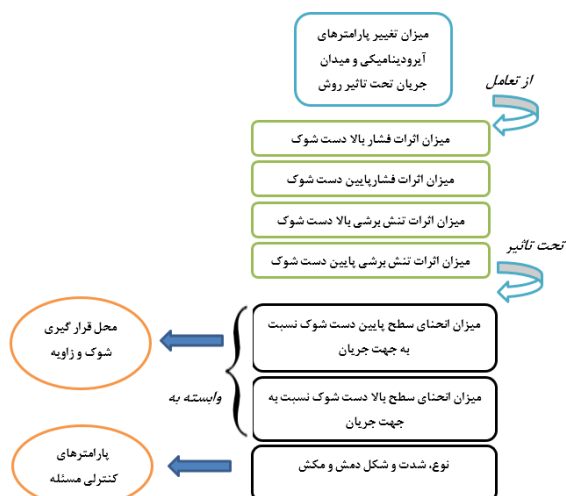 میزان تغییر پارامترهای
آیرودینامیکی و میدان
جریان تحت تاثیر روش
از تعامل
میزان اثرات فشار بالا دست شوک
میزان اثرات فشارپایین دست شوک
میزان اثرات تنش برشی بالا دست شوک
میزان اثرات تنش برشی پایین دست شوک
تحت تاثیر
میزان انحنای سطح پایین دست شوک نسبت
به جهت جریان
میزان انحنای سطح بالا دست شوک نسبت به
جهت جریان
وابسته به
محل قرار گیری
شوک و زاویه
نوع، شدت و شکل دمش و مکش
پارامترهای
کنترلی مسئله